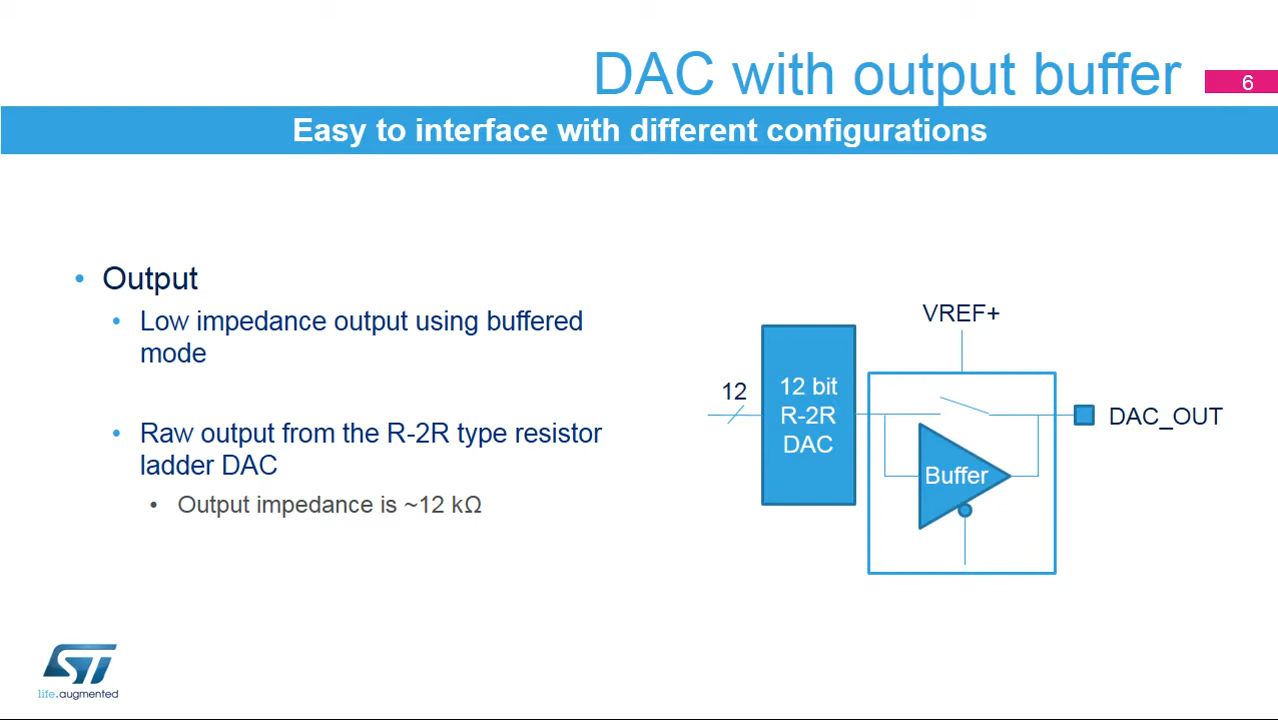 DAC with output buffer
6
Easy to interface with different configurations
• Output
• Low impedance output using buffered
mode
• Raw output from the R-2R type resistor
ladder DAC
• Output impedance is ~12 kΩ
VREF+
12
12 bit
R-2R
DAC
Buffer
DAC_OUT
ST
life.augmented